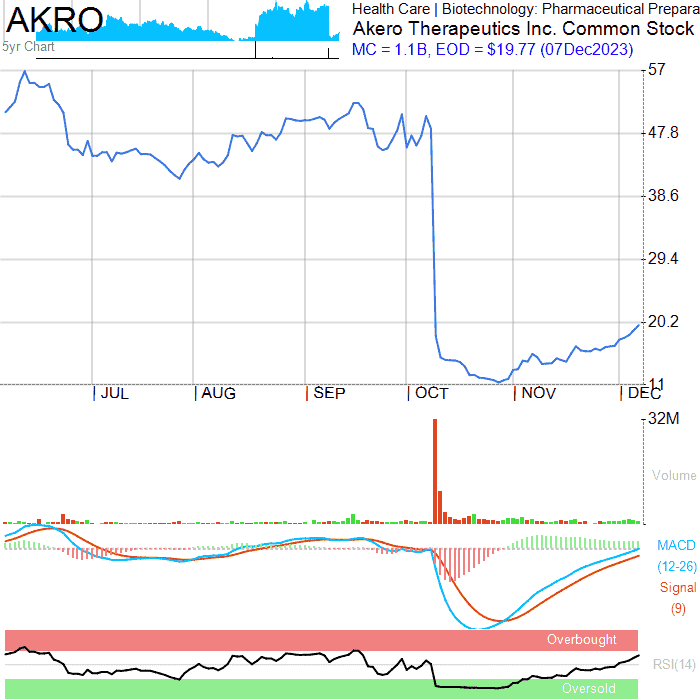 AKRO
5yr Chart
Health Care | Biotechnology: Pharmaceutical Prepara
Akero Therapeutics Inc. Common Stock
MC = 1.1B, EOD = $19.77 (07Dec2023)
57
47.8
38.6
29.4
20.2
11
JUL
AUG
SEP
OCT
NOV
DEC
32M
Volume
MACD
(12-26)
Signal
(9)
Overbought
RSI(14)
Oversold